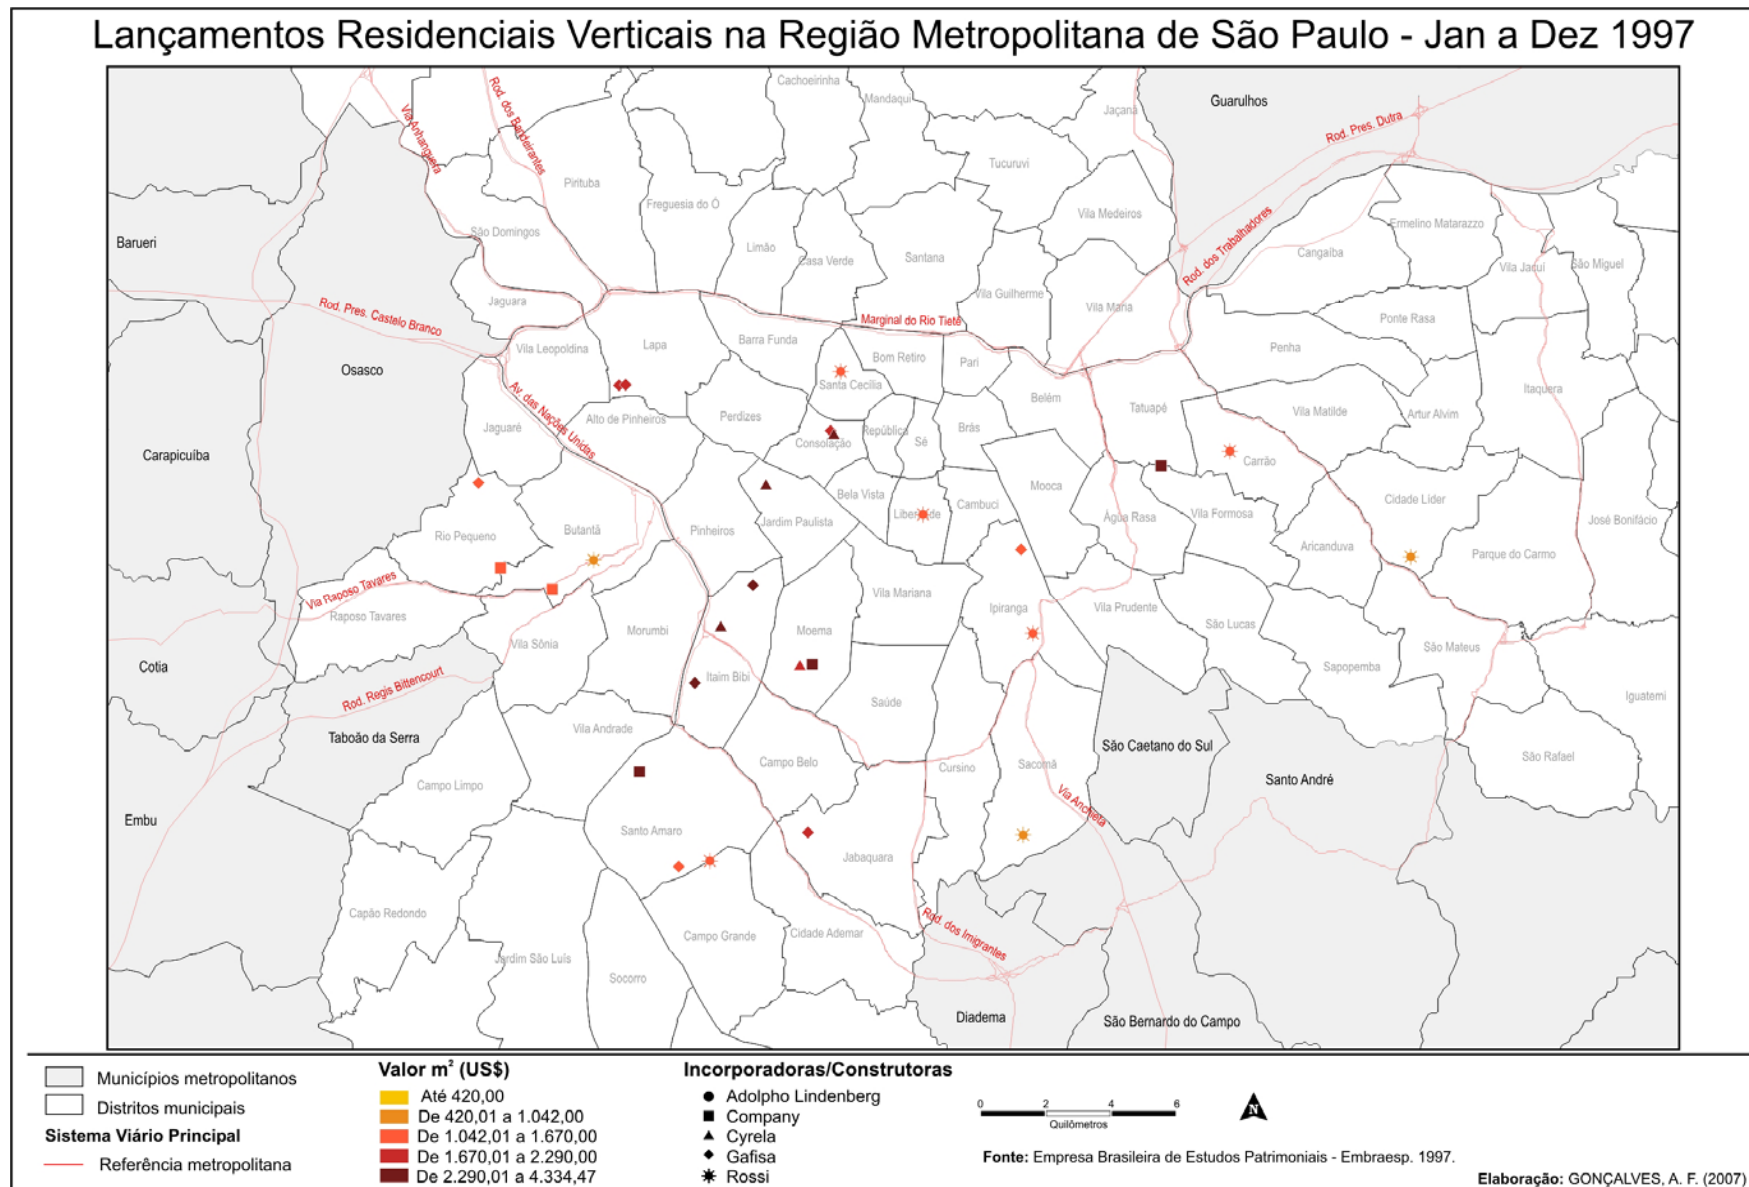 Lançamentos Residenciais Verticais na Região Metropolitana de São Paulo - Jan a Dez 1997
Cachoeirinha
Mandaqui
Jaçanã
Guarulhos
Rod. Pres. Dutra
Via Anhanguera
Rod. dos Bandeirantes
Tucuruvi
Pirituba
Freguesia do Ó
Vila Medeiros
São Domingos
Limão
Casa Verde
Santana
Rod. dos Trabalhadores
Cangaíba
Ermelino Matarazzo
Vila Jacuí
São Miguel
Barueri
Jaguara
Vila Guilherme
Vila Maria
Rod. Pres. Castelo Branco
Marginal do Rio Tietê
Ponte Rasa
Vila Leopoldina
Lapa
Barra Funda
Bom Retiro
Pari
Penha
Osasco
Santa Cecília
Itaquera
Av. das Nações Unidas
Belém
Tatuapé
Vila Matilde
Artur Alvim
Jaguaré
Alto de Pinheiros
Perdizes
Consolação
República
Sé
Brás
Carapicuíba
Carrão
Mooca
Bela Vista
Cidade Líder
Cambuci
Liberdade
Água Rasa
Vila Formosa
José Bonifácio
Rio Pequeno
Butantã
Pinheiros
Jardim Paulista
Aricanduva
Parque do Carmo
Via Raposo Tavares
Raposo Tavares
Vila Mariana
Ipiranga
Vila Prudente
São Lucas
Vila Sônia
Morumbi
Moema
São Mateus
Cotia
Sapopemba
Itaim Bibi
Saúde
Iguatemi
Rod. Regis Bittencourt
Taboão da Serra
Vila Andrade
São Caetano do Sul
São Rafael
Campo Belo
Cursino
Sacomã
Santo André
Campo Limpo
Via Anchieta
Embu
Santo Amaro
Jabaquara
Capão Redondo
Rod. dos Imigrantes
Campo Grande
Cidade Ademar
Jardim São Luís
Socorro
Diadema
São Bernardo do Campo
Municípios metropolitanos
Distritos municipais
Sistema Viário Principal
Referência metropolitana
Valor m² (US$)
Até 420,00
De 420,01 a 1.042,00
De 1.042,01 a 1.670,00
De 1.670,01 a 2.290,00
De 2.290,01 a 4.334,47
Incorporadoras/Construtoras
Adolpho Lindenberg
Company
Cyrela
Gafisa
Rossi
0 2 4 6
Quilômetros
N
Fonte: Empresa Brasileira de Estudos Patrimoniais - Embraesp. 1997.
Elaboração: GONÇALVES, A. F. (2007)